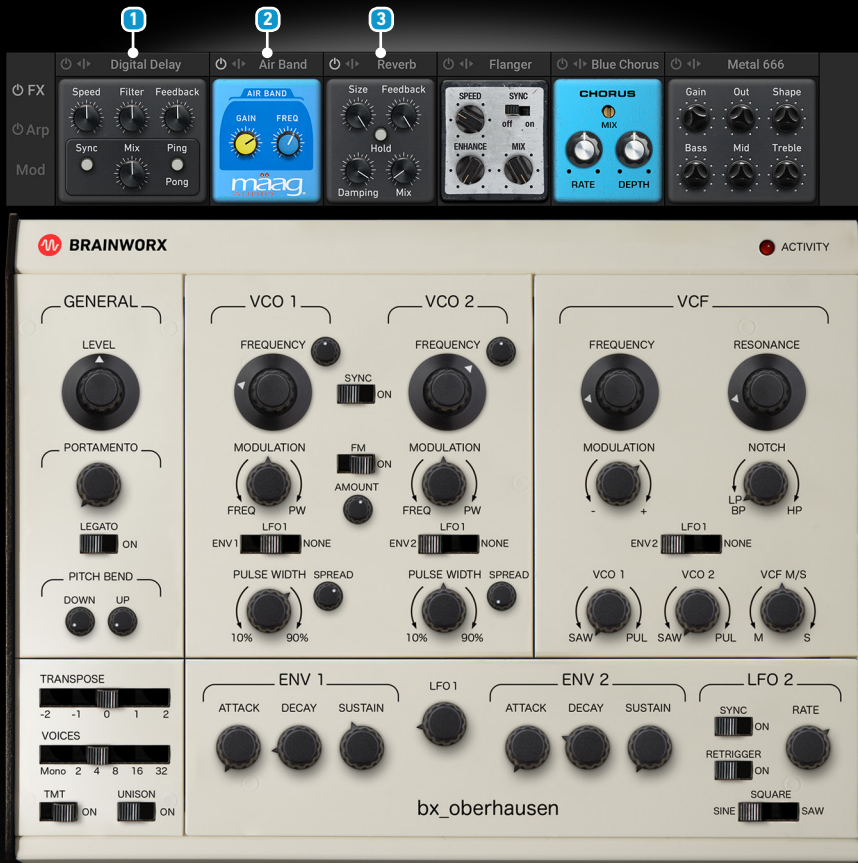 1 2 3
Digital Delay Air Band Reverb Flanger Blue Chorus Metal 666
FX
Arp
Mod
Speed Filter Feedback
Sync Mix Ping
Pong
AIR BAND
GAIN FREQ
mäag
Size Feedback
Hold
Damping Mix
SPEED SYNC
off on
ENHANCE MIX
CHORUS
MIX
RATE DEPTH
Gain Out Shape
Bass Mid Treble
BRAINWORX
ACTIVITY
GENERAL
LEVEL
PORTAMENTO
LEGATO
ON
PITCH BEND
DOWN UP
VCO 1 VCO 2
FREQUENCY FREQUENCY
SYNC
ON
MODULATION FM MODULATION
ON
AMOUNT
FREQ PW FREQ PW
LFO1 LFO1
ENV1 NONE ENV2 NONE
PULSE WIDTH SPREAD PULSE WIDTH SPREAD
10% 90% 10% 90%
VCF
FREQUENCY RESONANCE
MODULATION NOTCH
LP
- + BP HP
LFO1
ENV2 NONE
VCO 1 VCO 2 VCF M/S
SAW PUL SAW PUL M S
TRANSPOSE
-2 -1 0 1 2
VOICES
Mono 2 4 8 16 32
TMT UNISON
ON ON
ENV 1
ATTACK DECAY SUSTAIN
LFO1
ENV 2
ATTACK DECAY SUSTAIN
bx_oberhausen
LFO 2
SYNC RATE
ON
RETRIGGER
ON
SQUARE
SINE SAW